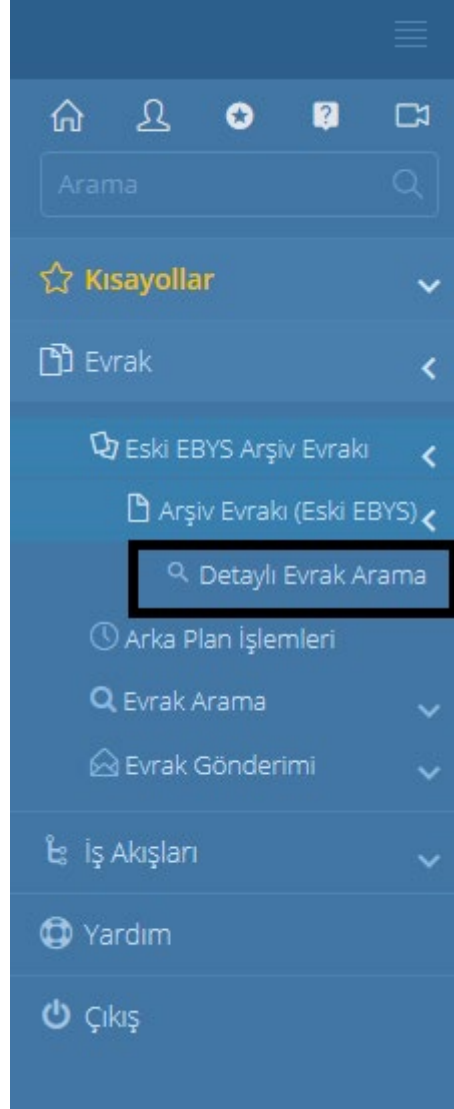 Arama
Kısayollar
Evrak
Eski EBYS Arşiv Evrakı
Arşiv Evrakı (Eski EBYS)
Detaylı Evrak Arama
Arka Plan İşlemleri
Evrak Arama
Evrak Gönderimi
İş Akışları
Yardım
Çıkış